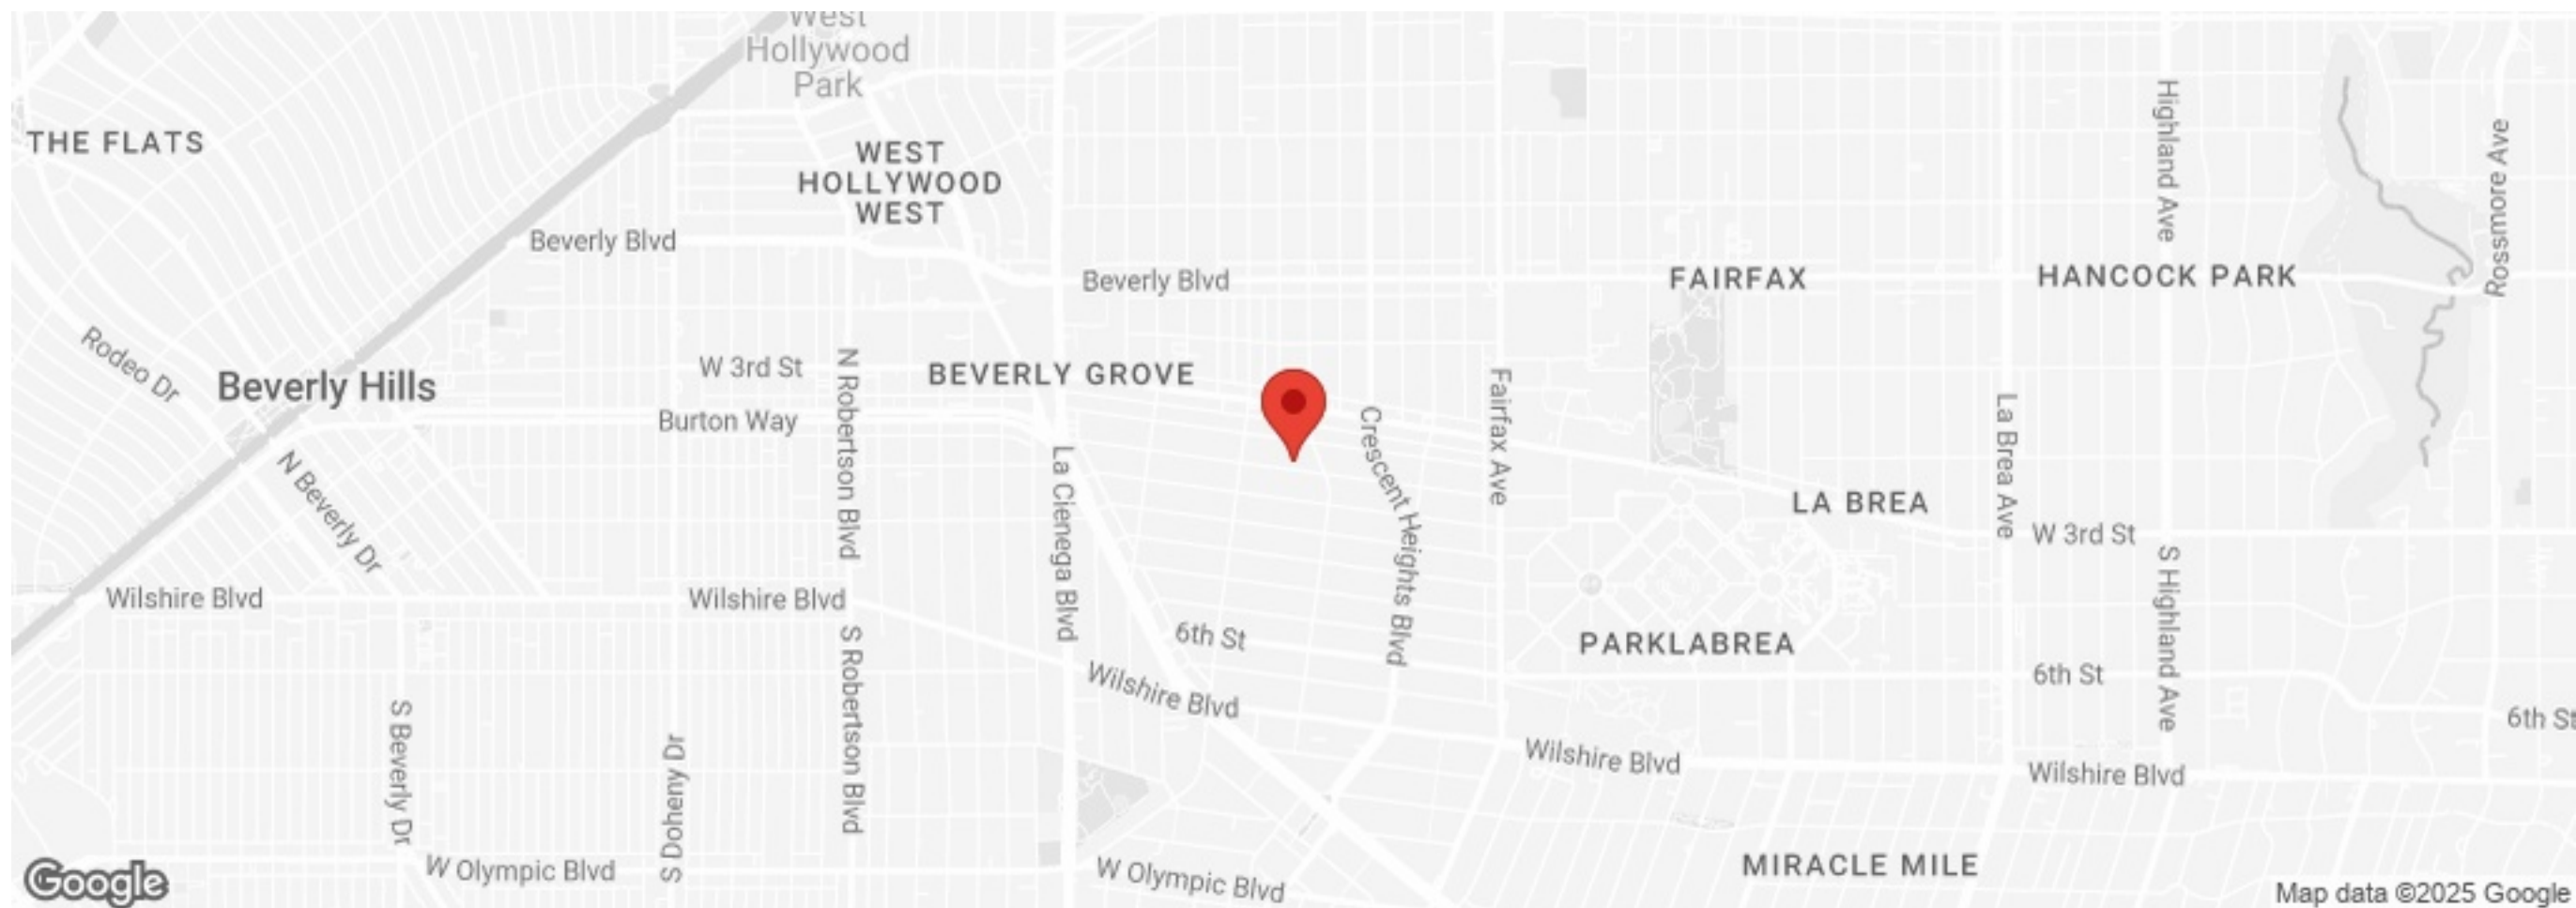 West
Hollywood
Park
Highland Ave
THE FLATS
WEST
HOLLYWOOD
WEST
Rossmore Ave
Beverly Blvd
Beverly Blvd
FAIRFAX
HANCOCK PARK
Rodeo Dr
Beverly Hills
W 3rd St
N Robertson Blvd
BEVERLY GROVE
Burton Way
Crescent Heights Blvd
Fairfax Ave
La Brea Ave
LA BREA
W 3rd St
N Beverly Dr
La Cienega Blvd
Wilshire Blvd
Wilshire Blvd
S Highland Ave
6th St
PARKLABREA
6th St
S Robertson Blvd
Wilshire Blvd
6th St
S Beverly Dr
S Doheny Dr
Wilshire Blvd
Wilshire Blvd
W Olympic Blvd
W Olympic Blvd
MIRACLE MILE
Google
Map data ©2025 Google